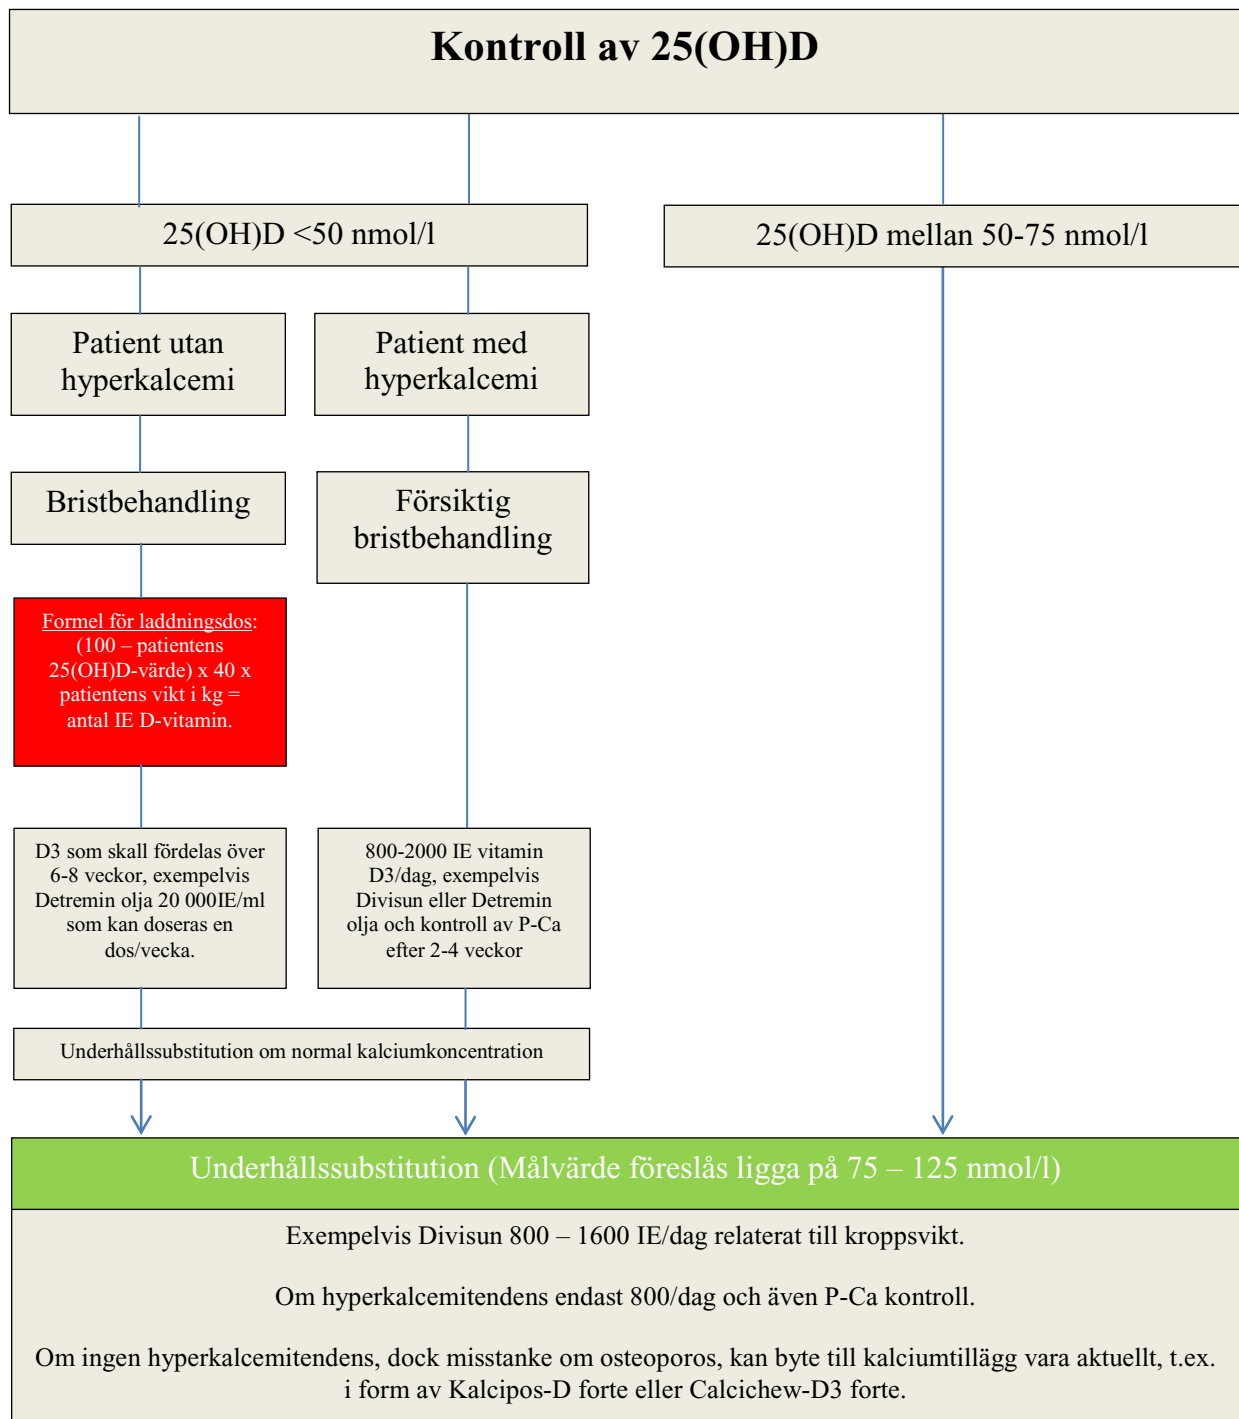 Kontroll av 25(OH)D
25(OH)D <50 nmol/l
25(OH)D mellan 50-75 nmol/l
Patient utan
hyperkalcemi
Patient med
hyperkalcemi
Bristbehandling
Försiktig
bristbehandling
Formel för laddningsdos:
(100 – patientens
25(OH)D-värde) x 40 x
patientens vikt i kg =
antal IE D-vitamin.
D3 som skall fördelas över
6-8 veckor, exempelvis
Detremin olja 20 000IE/ml
som kan doseras en
dos/vecka.
800-2000 IE vitamin
D3/dag, exempelvis
Divisun eller Detremin
olja och kontroll av P-Ca
efter 2-4 veckor
Underhållssubstitution om normal kalciumkoncentration
Underhållssubstitution (Målvärde föreslås ligga på 75 – 125 nmol/l)
Exempelvis Divisun 800 – 1600 IE/dag relaterat till kroppsvikt.
Om hyperkalcemitendens endast 800/dag och även P-Ca kontroll.
Om ingen hyperkalcemitendens, dock misstanke om osteoporos, kan byte till kalciumtillägg vara aktuellt, t.ex.
i form av Kalcipos-D forte eller Calcichew-D3 forte.